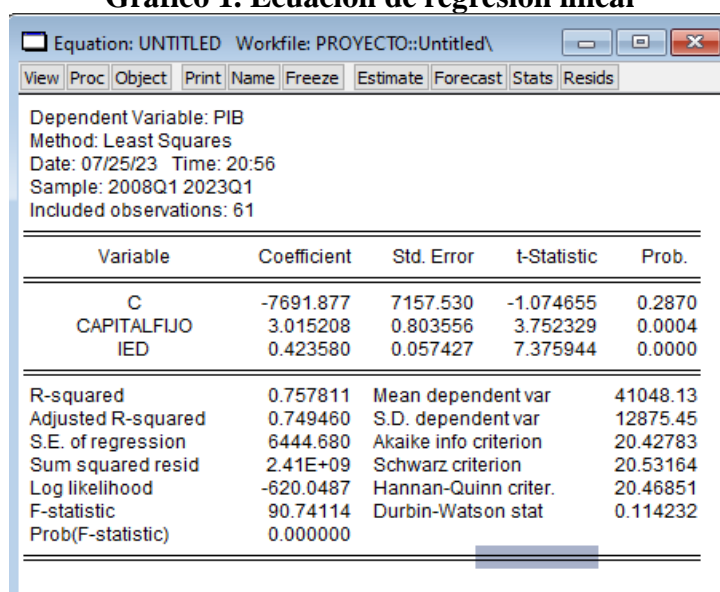 Gráfico 1. Ecuación de regresión lineal
Equation: UNTITLED Workfile: PROYECTO::Untitled\
View Proc Object Print Name Freeze Estimate Forecast Stats Resids
Dependent Variable: PIB
Method: Least Squares
Date: 07/25/23 Time: 20:56
Sample: 2008Q1 2023Q1
Included observations: 61
Variable Coefficient Std. Error t-Statistic Prob.
C -7691.877 7157.530 -1.074655 0.2870
CAPITALFIJO 3.015208 0.803556 3.752329 0.0004
IED 0.423580 0.057427 7.375944 0.0000
R-squared 0.757811 Mean dependent var 41048.13
Adjusted R-squared 0.749460 S.D. dependent var 12875.45
S.E. of regression 6444.680 Akaike info criterion 20.42783
Sum squared resid 2.41E+09 Schwarz criterion 20.53164
Log likelihood -620.0487 Hannan-Quinn criter. 20.46851
F-statistic 90.74114 Durbin-Watson stat 0.114232
Prob(F-statistic) 0.000000